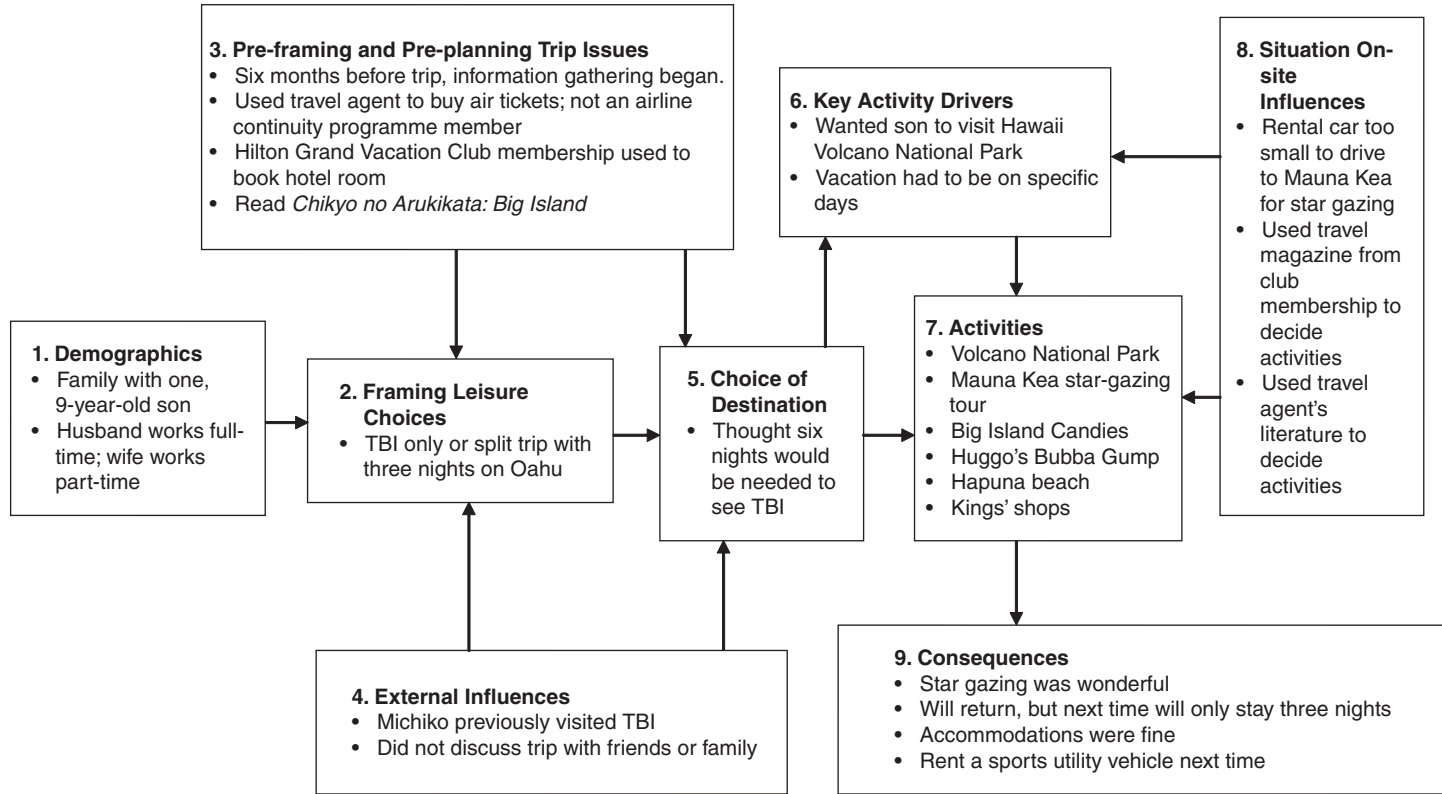 1. Demographics
• Family with one,
9-year-old son
• Husband works full-
time; wife works
part-time
2. Framing Leisure
Choices
• TBI only or split trip with
three nights on Oahu
3. Pre-framing and Pre-planning Trip Issues
• Six months before trip, information gathering began.
• Used travel agent to buy air tickets; not an airline
continuity programme member
• Hilton Grand Vacation Club membership used to
book hotel room
• Read Chikyo no Arukikata: Big Island
4. External Influences
• Michiko previously visited TBI
• Did not discuss trip with friends or family
5. Choice of
Destination
• Thought six
nights would
be needed to
see TBI
6. Key Activity Drivers
• Wanted son to visit Hawaii
Volcano National Park
• Vacation had to be on specific
days
7. Activities
• Volcano National Park
• Mauna Kea star-gazing
tour
• Big Island Candies
• Huggo's Bubba Gump
• Hapuna beach
• Kings' shops
8. Situation On-
site
Influences
• Rental car too
small to drive
to Mauna Kea
for star gazing
• Used travel
magazine from
club
membership to
decide
activities
• Used travel
agent's
literature to
decide
activities
9. Consequences
• Star gazing was wonderful
• Will return, but next time will only stay three nights
• Accommodations were fine
• Rent a sports utility vehicle next time